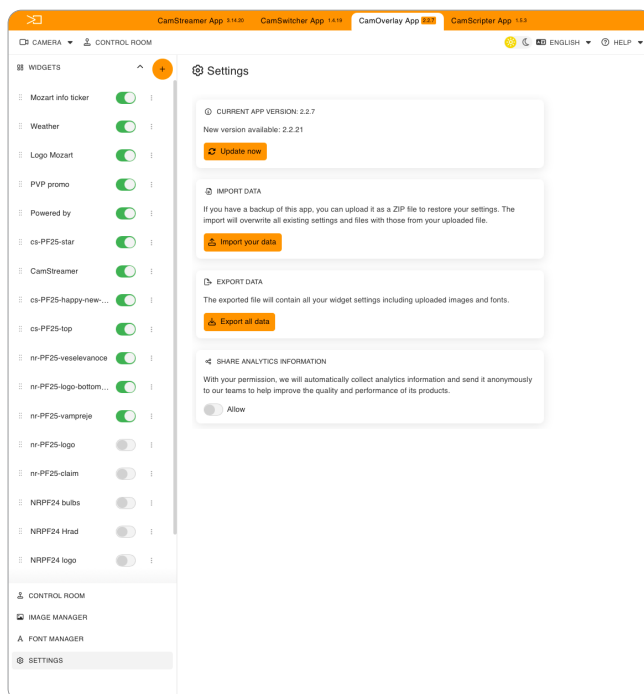 CamStreamer App 3.14.20 CamSwitcher App 1.4.19 CamOverlay App 2.2.7 CamScripter App 1.5.3
CAMERA CONTROL ROOM ENGLISH HELP
WIDGETS
Mozart info ticker
Weather
Logo Mozart
PVP promo
Powered by
cs-PF25-star
CamStreamer
cs-PF25-happy-new-...
cs-PF25-top
nr-PF25-veselevanoce
nr-PF25-logo-bottom...
nr-PF25-vampreje
nr-PF25-logo
nr-PF25-claim
NRPF24 bulbs
NRPF24 Hrad
NRPF24 logo
CONTROL ROOM
IMAGE MANAGER
FONT MANAGER
SETTINGS
Settings
CURRENT APP VERSION: 2.2.7
New version available: 2.2.21
Update now
IMPORT DATA
If you have a backup of this app, you can upload it as a ZIP file to restore your settings. The
import will overwrite all existing settings and files with those from your uploaded file.
Import your data
EXPORT DATA
The exported file will contain all your widget settings including uploaded images and fonts.
Export all data
SHARE ANALYTICS INFORMATION
With your permission, we will automatically collect analytics information and send it anonymously
to our teams to help improve the quality and performance of its products.
Allow